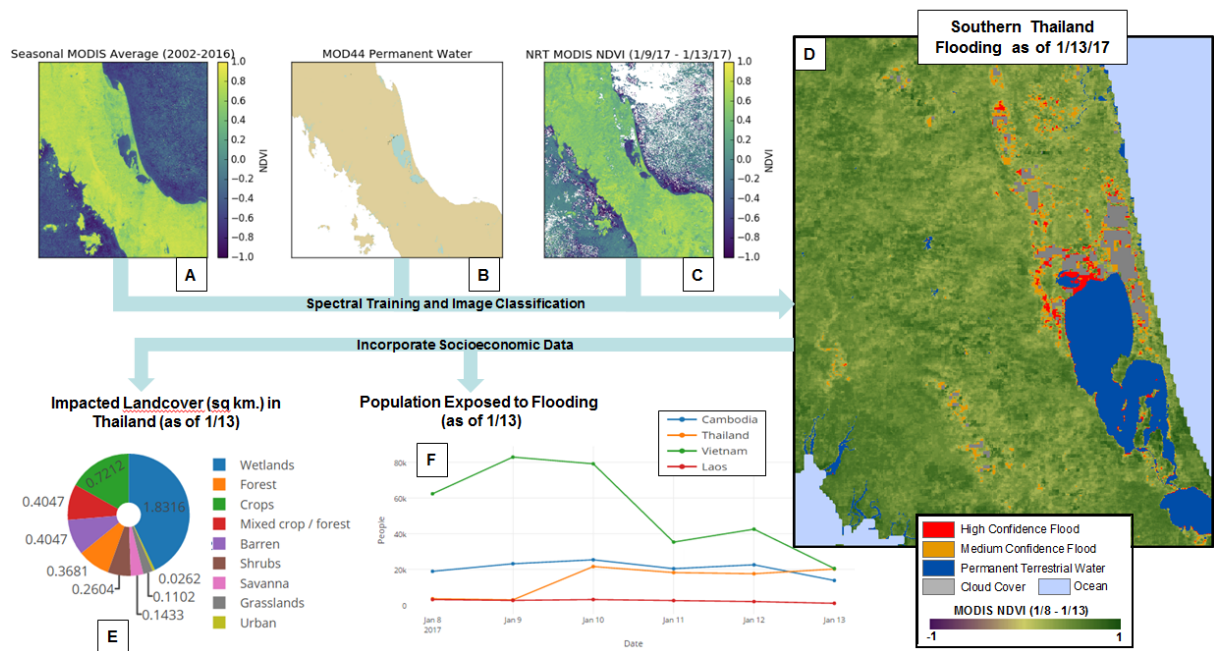 Seasonal MODIS Average (2002-2016)
1.0
0.8
0.6
0.4
0.2
0.0
−0.2
−0.4
−0.6
−0.8
−1.0
NDVI
A
MOD44 Permanent Water
B
NRT MODIS NDVI (1/9/17 - 1/13/17)
1.0
0.8
0.6
0.4
0.2
0.0
−0.2
−0.4
−0.6
−0.8
−1.0
NDVI
C
Southern Thailand
Flooding as of 1/13/17
D
Spectral Training and Image Classification
Incorporate Socioeconomic Data
Impacted Landcover (sq km.) in
Thailand (as of 1/13)
0.7212
1.8316
0.4047
0.4047
0.3681
0.2604
0.0262
0.1102
0.1433
Wetlands
Forest
Crops
Mixed crop / forest
Barren
Shrubs
Savanna
Grasslands
Urban
E
Population Exposed to Flooding
(as of 1/13)
Cambodia
Thailand
Vietnam
Laos
F
80k
60k
40k
20k
0
People
Jan 8
2017
Jan 9
Jan 10
Jan 11
Jan 12
Jan 13
Date
High Confidence Flood
Medium Confidence Flood
Permanent Terrestrial Water
Cloud Cover
Ocean
MODIS NDVI (1/8 - 1/13)
-1
1